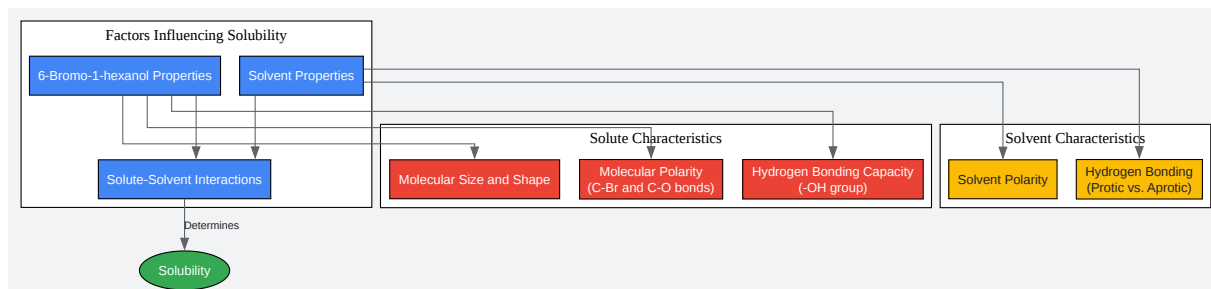 Factors Influencing Solubility
6-Bromo-1-hexanol Properties
Solvent Properties
Solute-Solvent Interactions
Determines
Solubility
Solute Characteristics
Molecular Size and Shape
Molecular Polarity
(C-Br and C-O bonds)
Hydrogen Bonding Capacity
(-OH group)
Solvent Characteristics
Solvent Polarity
Hydrogen Bonding
(Protic vs. Aprotic)